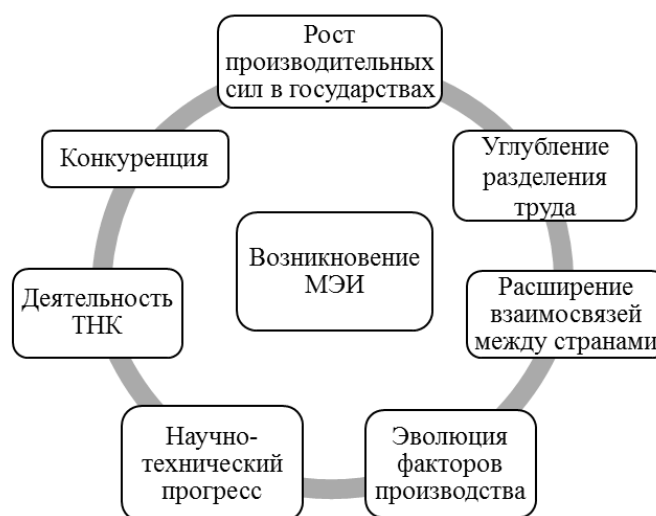 Рост
производительных
сил в государствах
Углубление
разделения
труда
Расширение
взаимосвязей
между странами
Эволюция
факторов
производства
Научно-
технический
прогресс
Деятельность
ТНК
Конкуренция
Возникновение
МЭИ